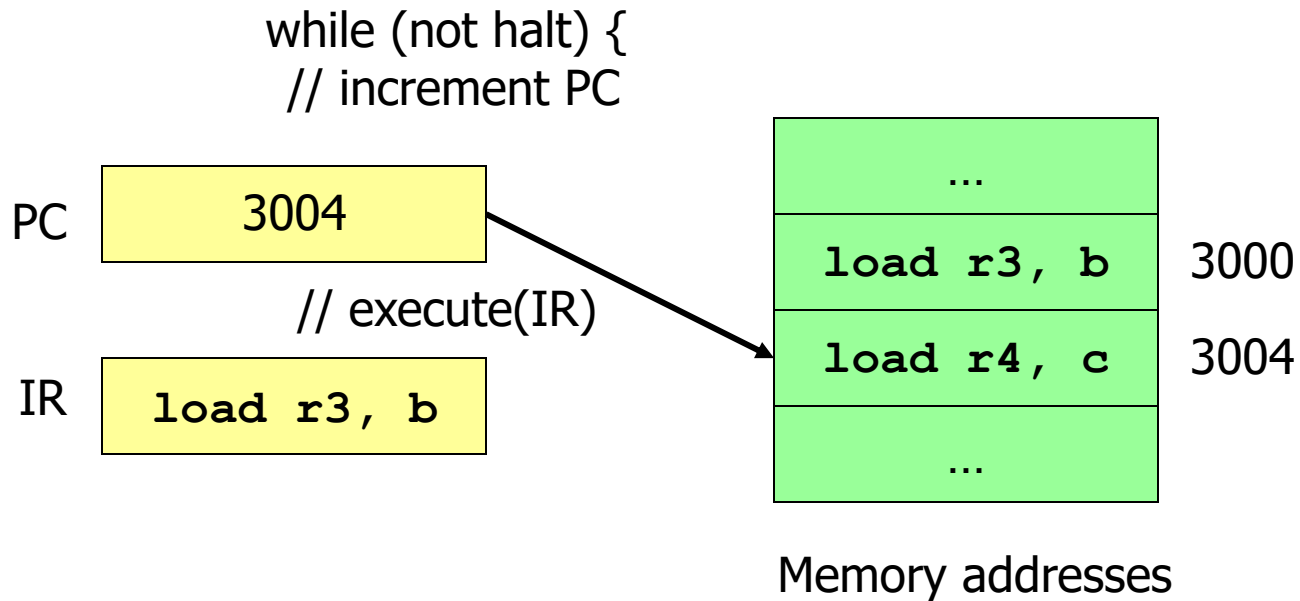 while (not halt) {
// increment PC
PC
3004
// execute(IR)
IR
load r3, b
…
load r3, b
3000
load r4, c
3004
…
Memory addresses